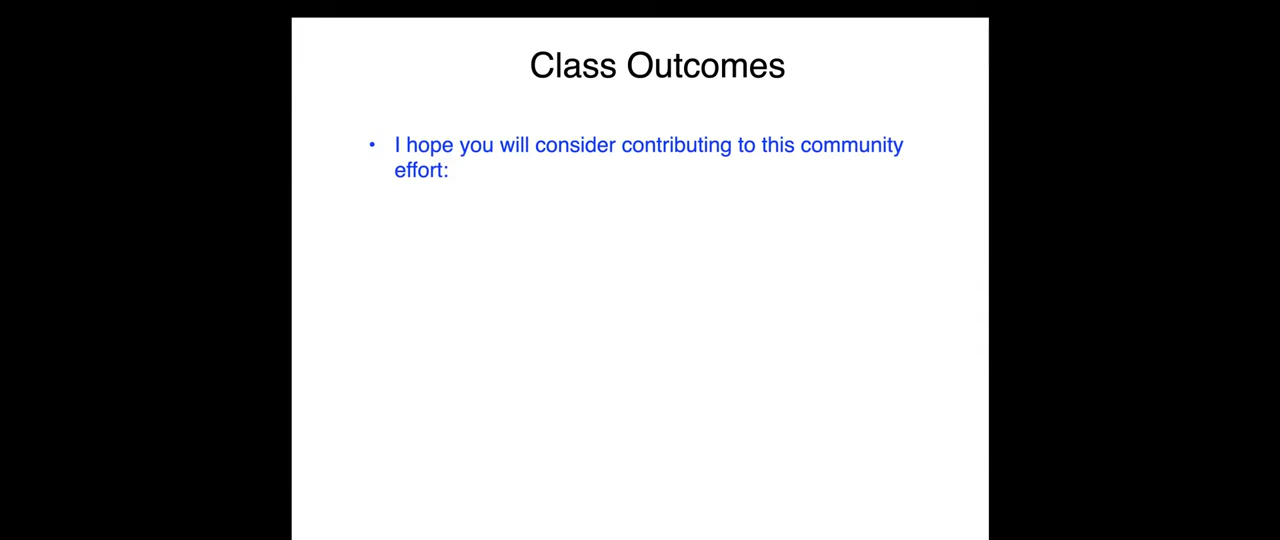 Class Outcomes
• I hope you will consider contributing to this community
effort: